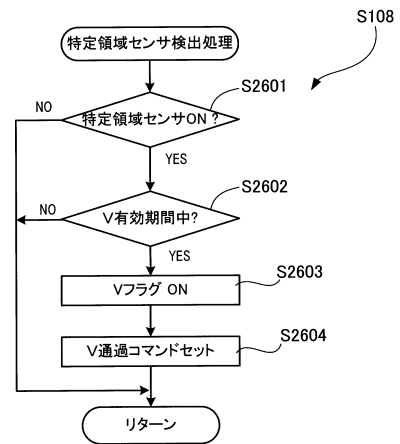 S108
特定領域センサ検出処理
S2601
特定領域センサON?
NO
YES
S2602
V有効期間中?
NO
YES
S2603
Vフラグ ON
S2604
V通過コマンドセット
リターン